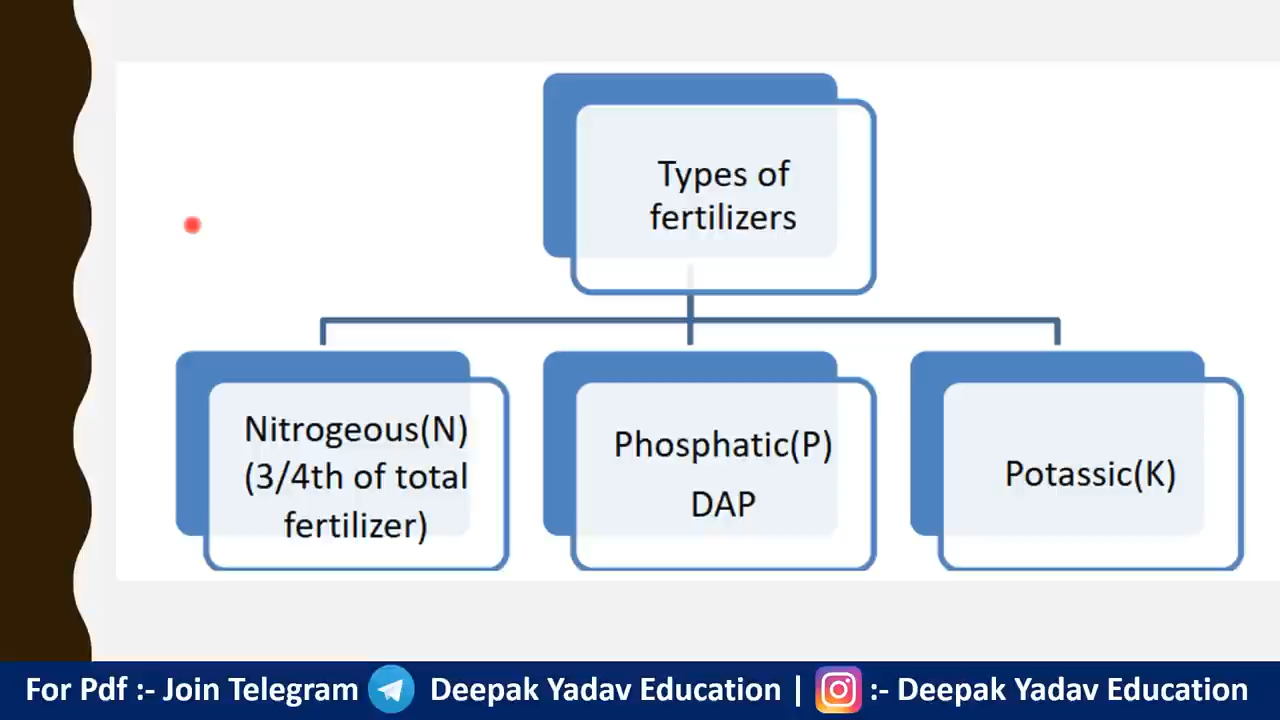 Types of
fertilizers
Nitrogeous(N)
(3/4th of total
fertilizer)
Phosphatic(P)
DAP
Potassic(K)
For Pdf :- Join Telegram Deepak Yadav Education | :- Deepak Yadav Education